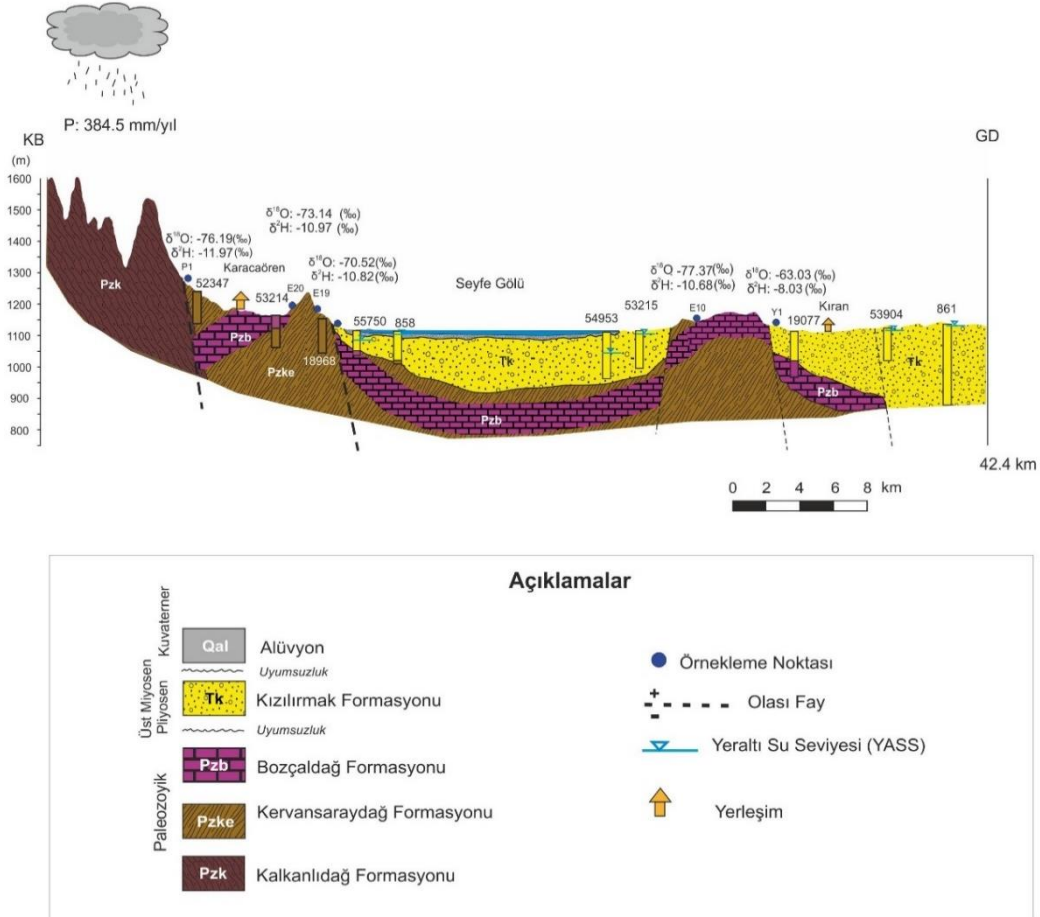 P: 384.5 mm/yıl
KB
GD
(m)
1600
1500
1400
1300
1200
1100
1000
900
800
δ¹⁸O: -76.19(‰)
δ²H: -11.97(‰)
P1
52347
Karacaören
δ¹⁸O: -73.14 (‰)
δ²H: -10.97 (‰)
53214
E20
E19
δ¹⁸O: -70.52(‰)
δ²H: -10.82(‰)
18968
55750
858
Seyfe Gölü
54953
53215
δ¹⁸O -77.37(‰)
δ²H: -10.68(‰)
E10
δ¹⁸O: -63.03(‰)
δ²H: -8.03(‰)
Y1
19077
Kıran
53904
861
Pzk
Pzb
Pzke
Tk
Pzb
Pzb
Tk
42.4 km
0 2 4 6 8 km
Açıklamalar
Kuvaterner
Qal Alüvyon
Uyumsuzluk
Üst Miyosen
Pliyosen
Tk Kızılırmak Formasyonu
Uyumsuzluk
Paleozoyik
Pzb Bozçaldağ Formasyonu
Pzke Kervansaraydağ Formasyonu
Pzk Kalkanlıdağ Formasyonu
Örnekleme Noktası
+
- Olası Fay
Yeraltı Su Seviyesi (YASS)
Yerleşim